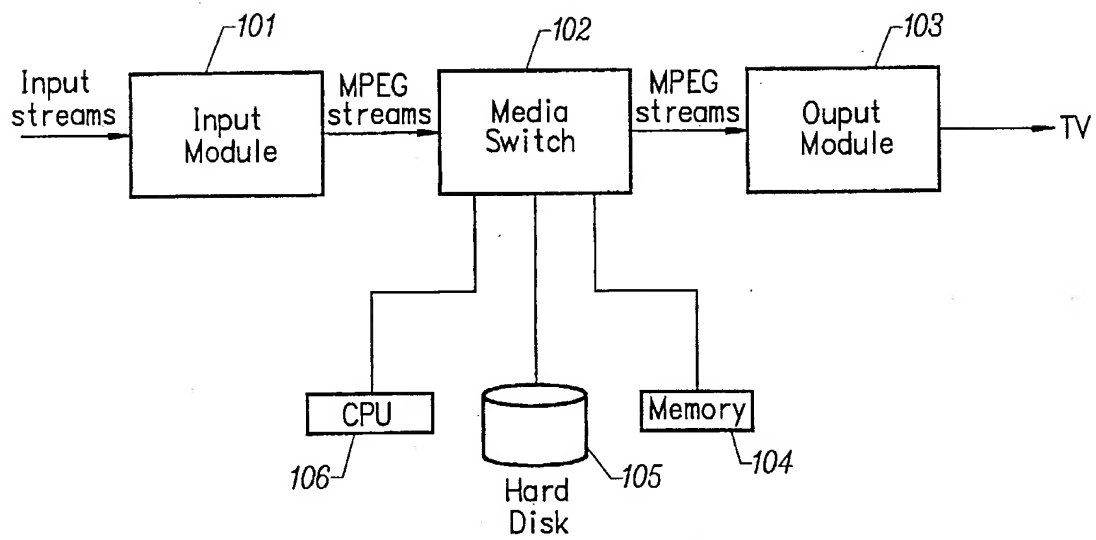 101
102
103
Input
streams
Input
Module
MPEG
streams
Media
Switch
MPEG
streams
Ouput
Module
TV
CPU
106
Hard
Disk
105
Memory
104